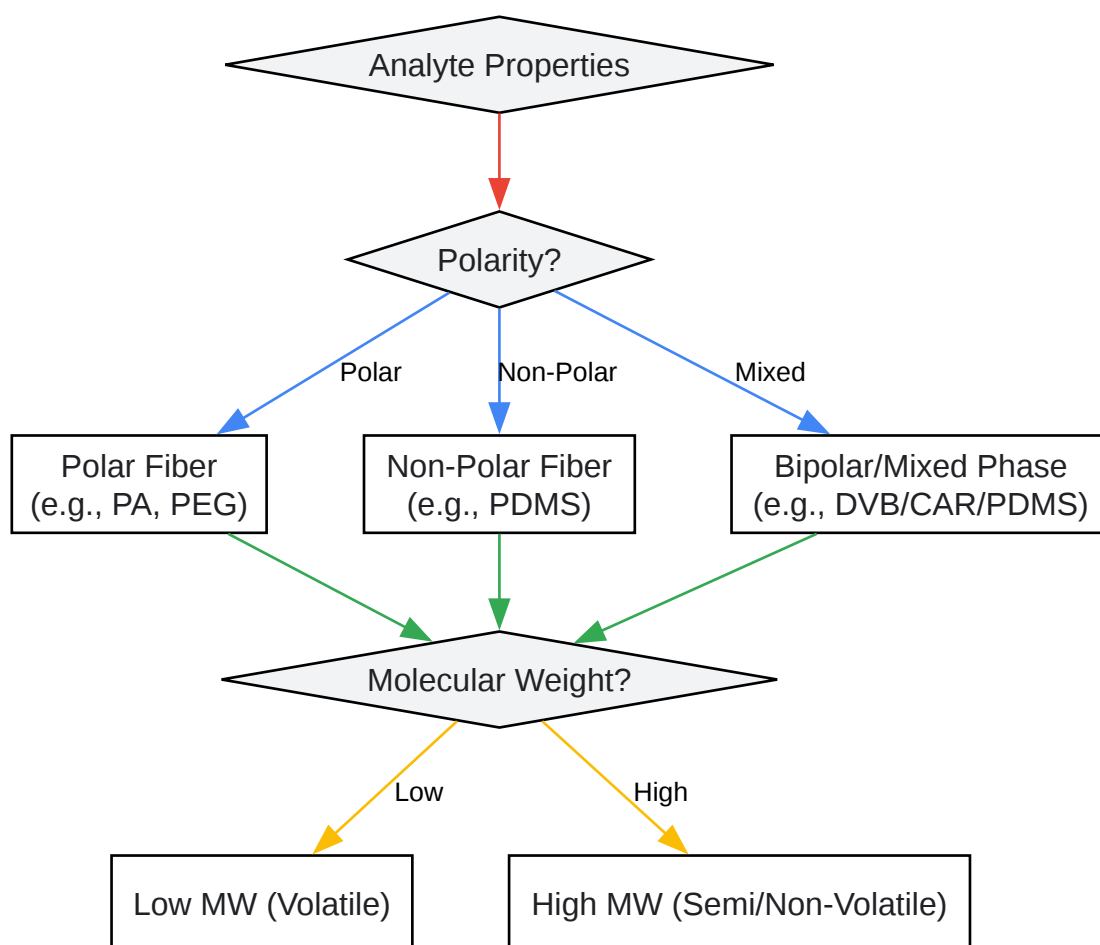 Analyte Properties
Polarity?
Polar
Non-Polar
Mixed
Polar Fiber
(e.g., PA, PEG)
Non-Polar Fiber
(e.g., PDMS)
Bipolar/Mixed Phase
(e.g., DVB/CAR/PDMS)
Molecular Weight?
Low
High
Low MW (Volatile)
High MW (Semi/Non-Volatile)